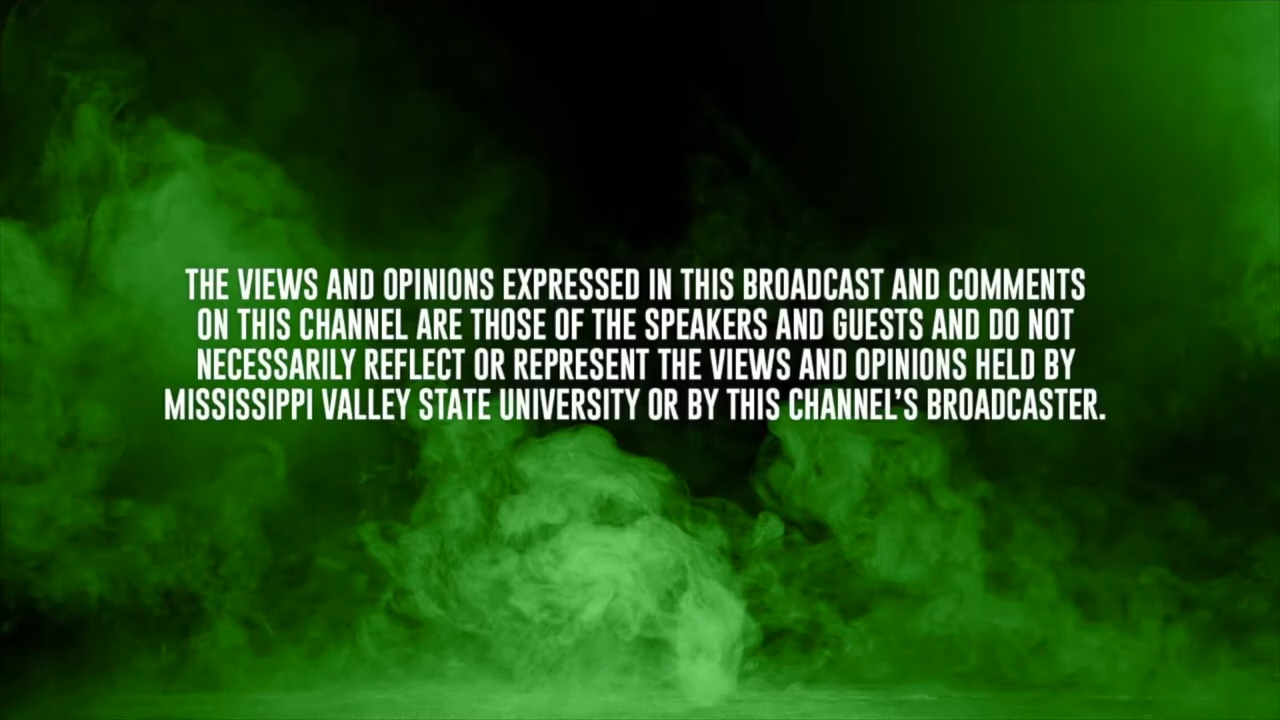 THE VIEWS AND OPINIONS EXPRESSED IN THIS BROADCAST AND COMMENTS
ON THIS CHANNEL ARE THOSE OF THE SPEAKERS AND GUESTS AND DO NOT
NECESSARILY REFLECT OR REPRESENT THE VIEWS AND OPINIONS HELD BY
MISSISSIPPI VALLEY STATE UNIVERSITY OR BY THIS CHANNEL'S BROADCASTER.